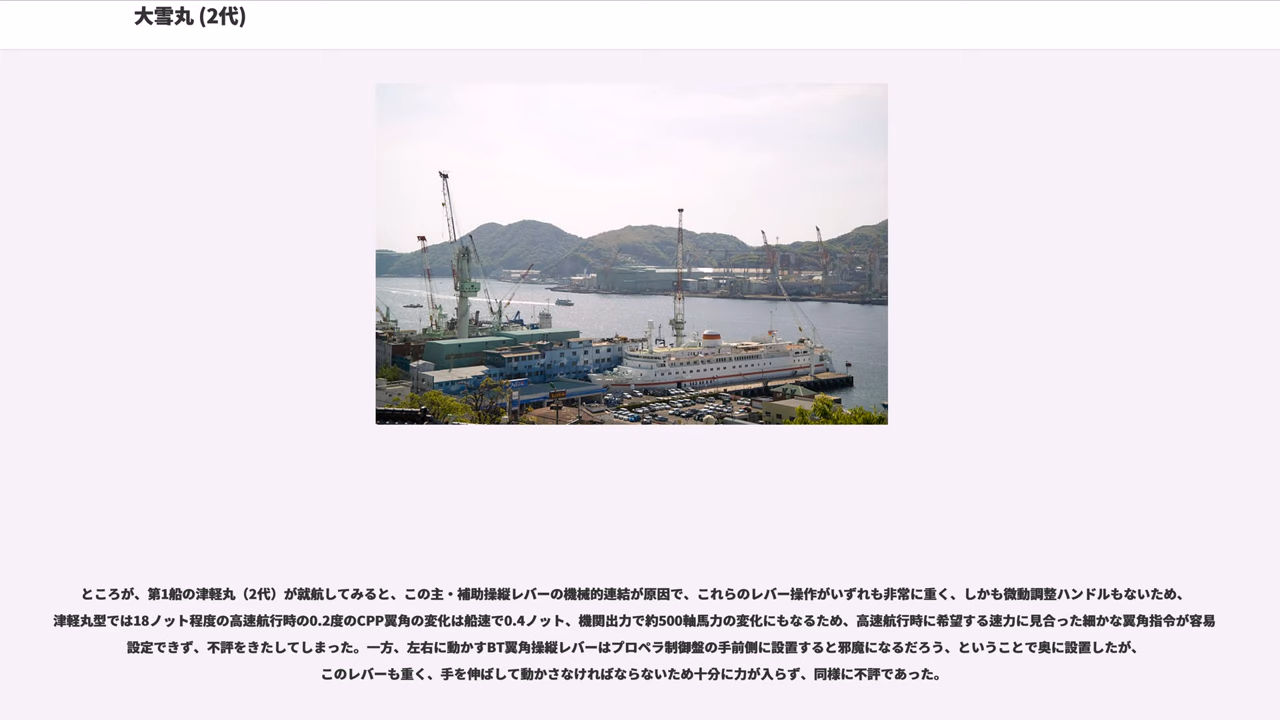 大雪丸 (2代)
ところが、第1船の津軽丸（2代）が就航してみると、この主・補助操縦レバーの機械的連結が原因で、これらのレバー操作がいずれも非常に重く、しかも微動調整ハンドルもないため、
津軽丸型では18ノット程度の高速航行時の0.2度のCPP翼角の変化は船速で0.4ノット、機関出力で約500軸馬力の変化にもなるため、高速航行時に希望する速力に見合った細かな翼角指令が容易
設定できず、不評をきたしてしまった。一方、左右に動かすBT翼角操縦レバーはプロペラ制御盤の手前側に設置すると邪魔になるだろう、ということで奥に設置したが、
このレバーも重く、手を伸ばして動かさなければならないため十分に力が入らず、同様に不評であった。